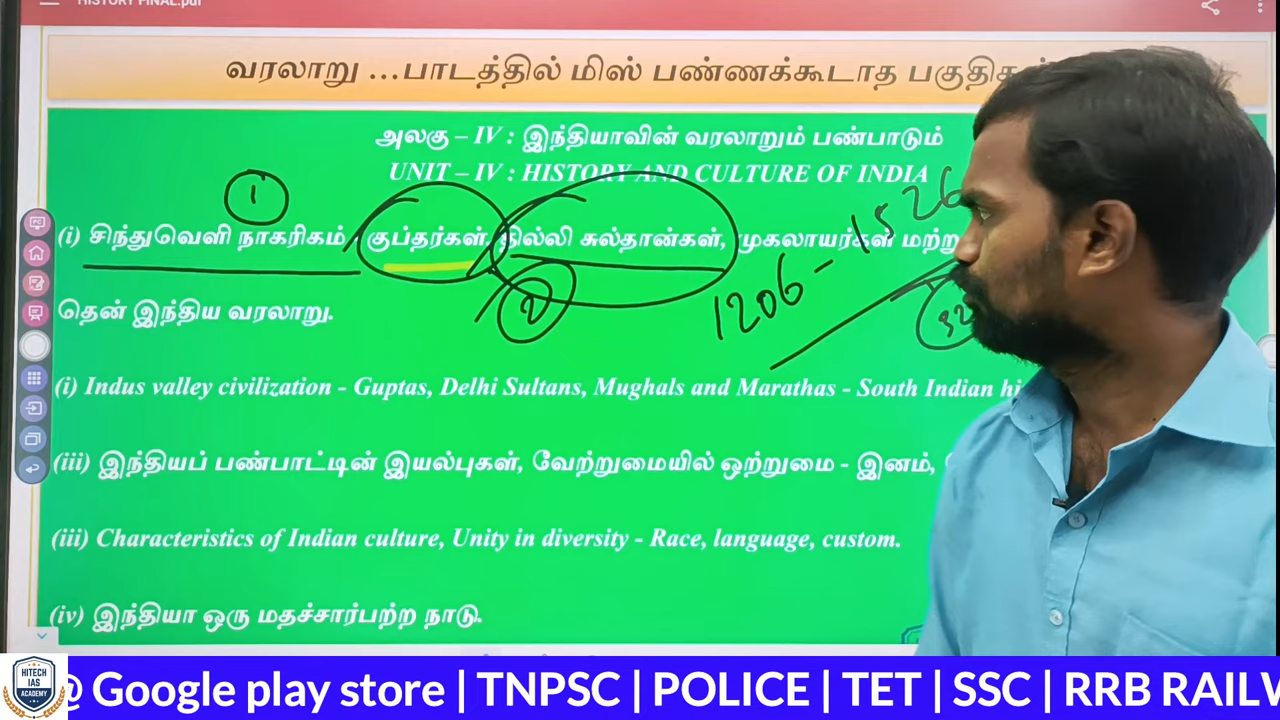 HISTORY FINAL.pdf
வரலாறு ...பாடத்தில் மிஸ் பண்ணக்கூடாத
அலகு – IV : இந்தியாவின் வரலாறும் பண்பாடும்
UNIT – IV : HISTORY AND CULTURE OF INDIA
1
1526
(i) சிந்துவெளி நாகரிகம் - குப்தர்கள், தில்லி சுல்தான்கள், முகலாயர்கள்
2
1206 –
தென் இந்திய வரலாறு.
(i) Indus valley civilization - Guptas, Delhi Sultans, Mughals and Marathas - South Indian
(iii) இந்தியப் பண்பாட்டின் இயல்புகள், வேற்றுமையில் ஒற்றுமை - இனம்,
(iii) Characteristics of Indian culture, Unity in diversity - Race, language, custom.
(iv) இந்தியா ஒரு மதச்சார்பற்ற நாடு.
HITECH
IAS
ACADEMY
@ Google play store | TNPSC | POLICE | TET | SSC | RRB